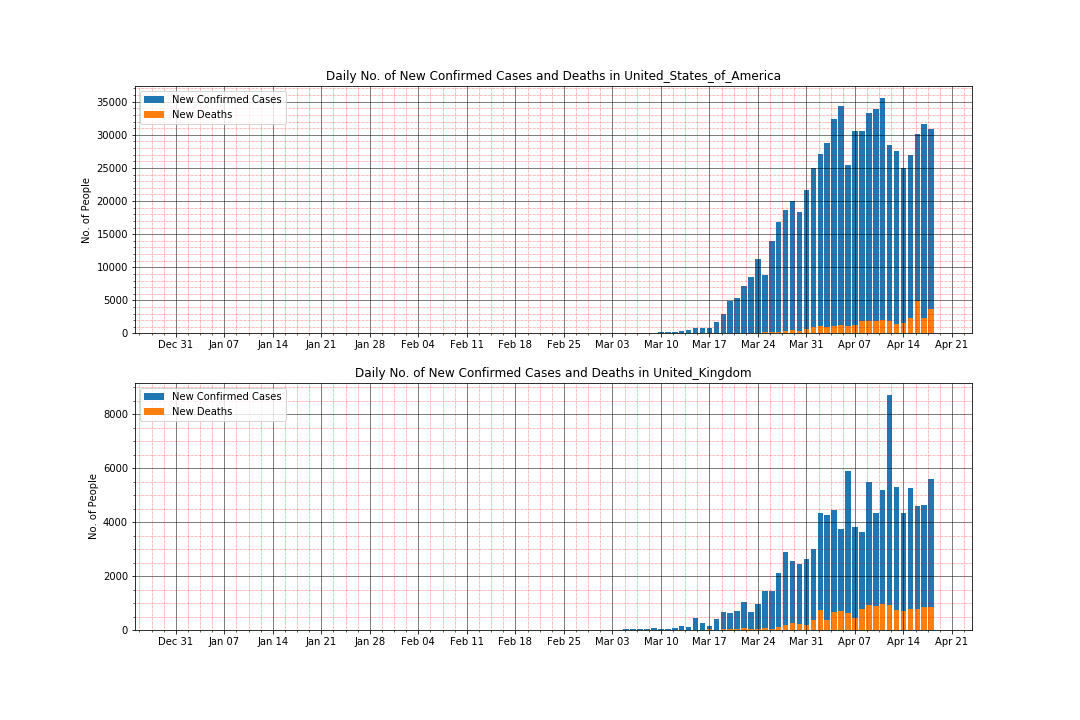 Daily No. of New Confirmed Cases and Deaths in United_States_of_America
New Confirmed Cases
New Deaths
No. of People
35000
30000
25000
20000
15000
10000
5000
0
Dec 31 Jan 07 Jan 14 Jan 21 Jan 28 Feb 04 Feb 11 Feb 18 Feb 25 Mar 03 Mar 10 Mar 17 Mar 24 Mar 31 Apr 07 Apr 14 Apr 21
Daily No. of New Confirmed Cases and Deaths in United_Kingdom
New Confirmed Cases
New Deaths
No. of People
8000
6000
4000
2000
0
Dec 31 Jan 07 Jan 14 Jan 21 Jan 28 Feb 04 Feb 11 Feb 18 Feb 25 Mar 03 Mar 10 Mar 17 Mar 24 Mar 31 Apr 07 Apr 14 Apr 21